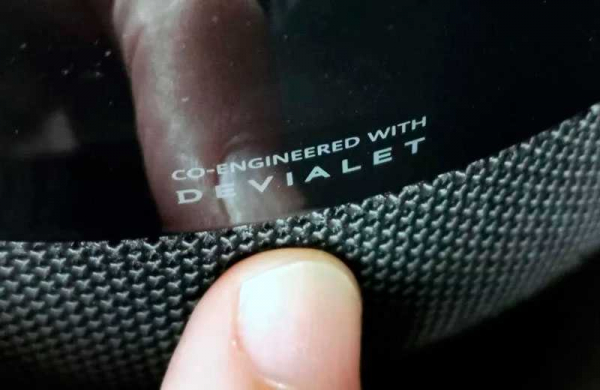 CO-ENGINEERED WITH
DEVIALET